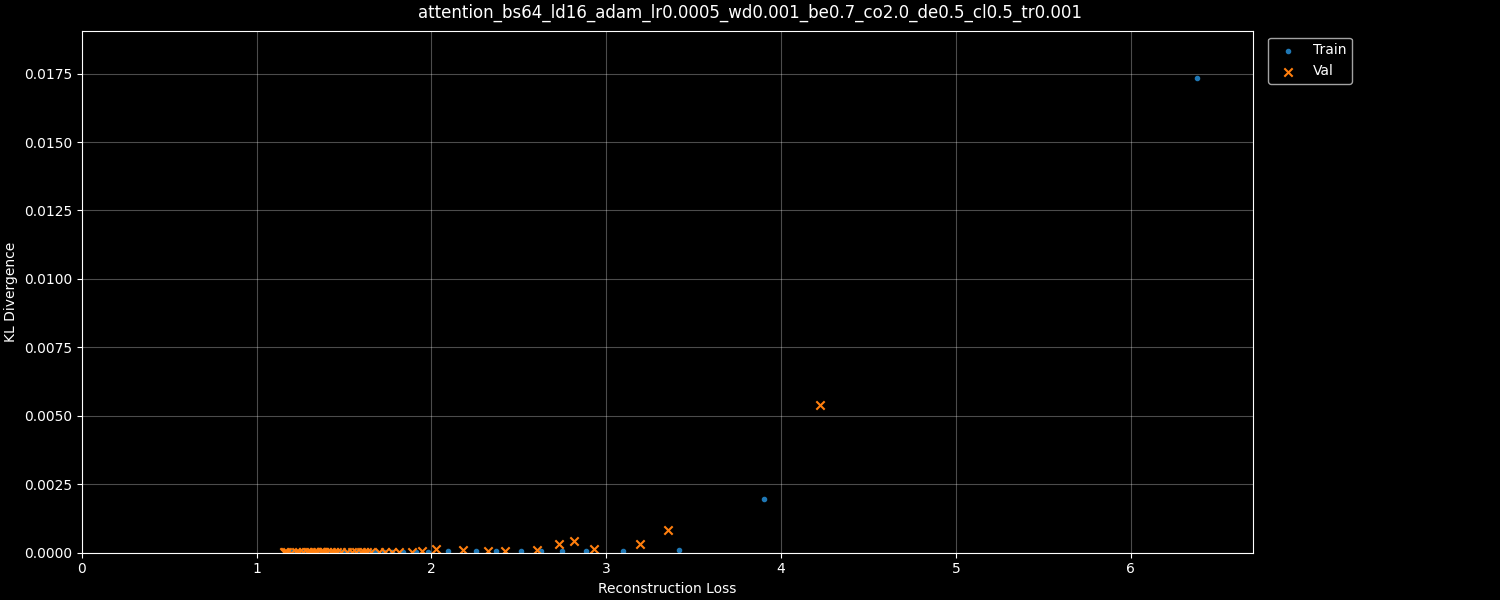 attention_bs64_ld16_adam_lr0.0005_wd0.001_be0.7_co2.0_de0.5_cl0.5_tr0.001
Train
Val
0.0175
0.0150
0.0125
0.0100
0.0075
0.0050
0.0025
0.0000
KL Divergence
0 1 2 3 4 5 6
Reconstruction Loss